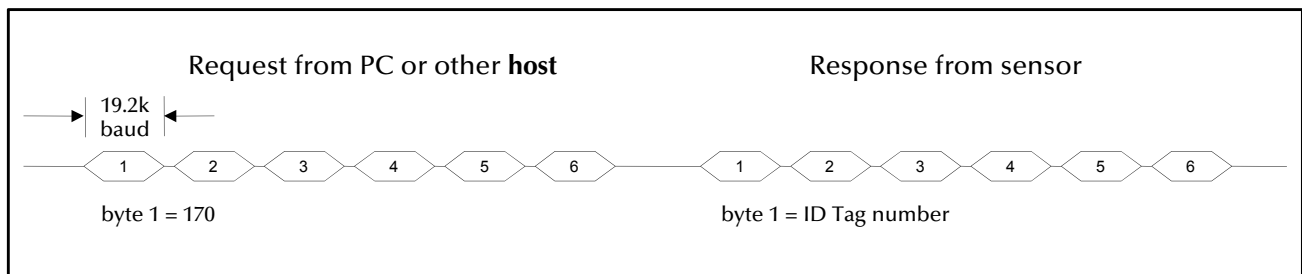 Request from PC or other host
Response from sensor
19.2k
baud
1 2 3 4 5 6 1 2 3 4 5 6
byte 1 = 170
byte 1 = ID Tag number